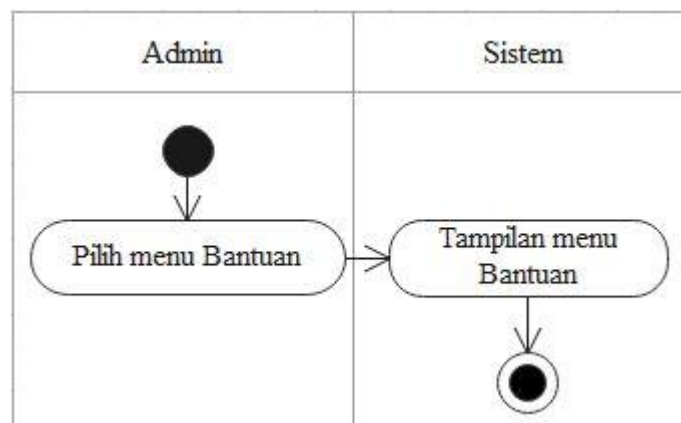 Admin
Sistem
Pilih menu Bantuan
Tampilan menu
Bantuan